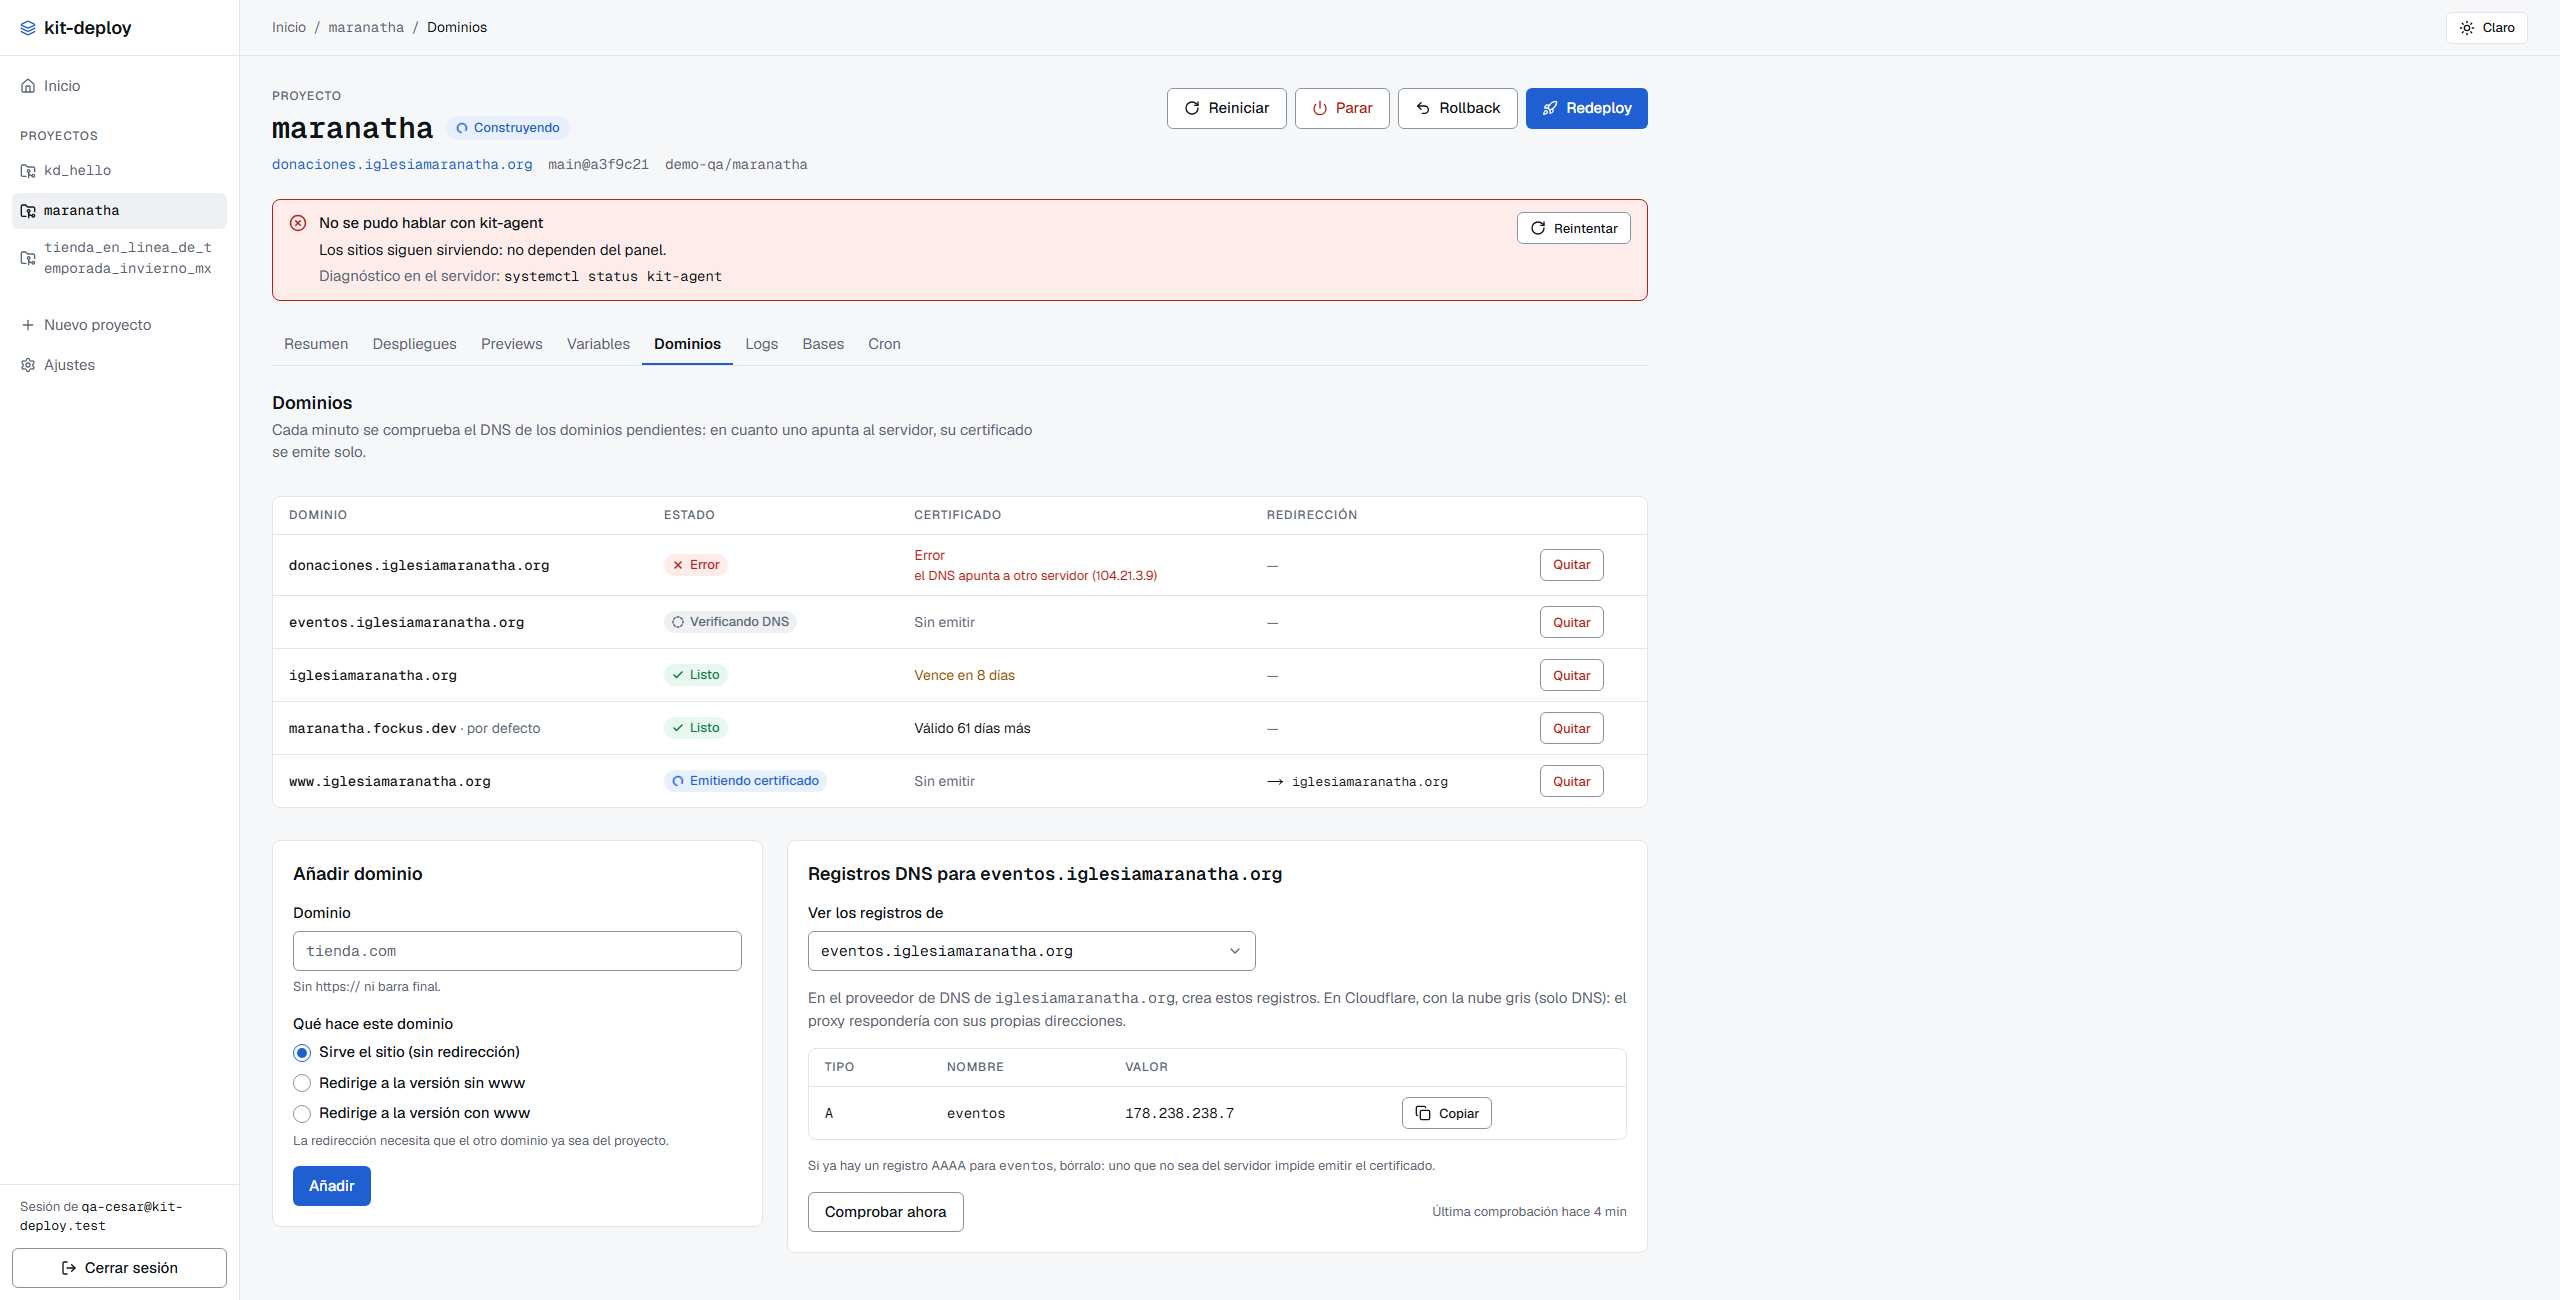 kit-deploy
Inicio / maranatha / Dominios
Claro
Inicio
PROYECTOS
kd_hello
maranatha
tienda_en_linea_de_t
emporada_invierno_mx
Nuevo proyecto
Ajustes
Sesión de qa-cesar@kit-
deploy.test
Cerrar sesión
PROYECTO
maranatha Construyendo
donaciones.iglesiamaranatha.org main@a3f9c21 demo-qa/maranatha
Reiniciar Parar Rollback Redeploy
No se pudo hablar con kit-agent
Los sitios siguen sirviendo: no dependen del panel.
Diagnóstico en el servidor: systemctl status kit-agent
Reintentar
Resumen Despliegues Previews Variables Dominios Logs Bases Cron
Dominios
Cada minuto se comprueba el DNS de los dominios pendientes: en cuanto uno apunta al servidor, su certificado
se emite solo.
DOMINIO ESTADO CERTIFICADO REDIRECCIÓN
donaciones.iglesiamaranatha.org Error Error
el DNS apunta a otro servidor (104.21.3.9) — Quitar
eventos.iglesiamaranatha.org Verificando DNS Sin emitir — Quitar
iglesiamaranatha.org Listo Vence en 8 días — Quitar
maranatha.fockus.dev · por defecto Listo Válido 61 días más — Quitar
www.iglesiamaranatha.org Emitiendo certificado Sin emitir → iglesiamaranatha.org Quitar
Añadir dominio
Dominio
tienda.com
Sin https:// ni barra final.
Qué hace este dominio
Sirve el sitio (sin redirección)
Redirige a la versión sin www
Redirige a la versión con www
La redirección necesita que el otro dominio ya sea del proyecto.
Añadir
Registros DNS para eventos.iglesiamaranatha.org
Ver los registros de
eventos.iglesiamaranatha.org
En el proveedor de DNS de iglesiamaranatha.org, crea estos registros. En Cloudflare, con la nube gris (solo DNS): el
proxy respondería con sus propias direcciones.
TIPO NOMBRE VALOR
A eventos 178.238.238.7 Copiar
Si ya hay un registro AAAA para eventos, bórralo: uno que no sea del servidor impide emitir el certificado.
Comprobar ahora
Última comprobación hace 4 min